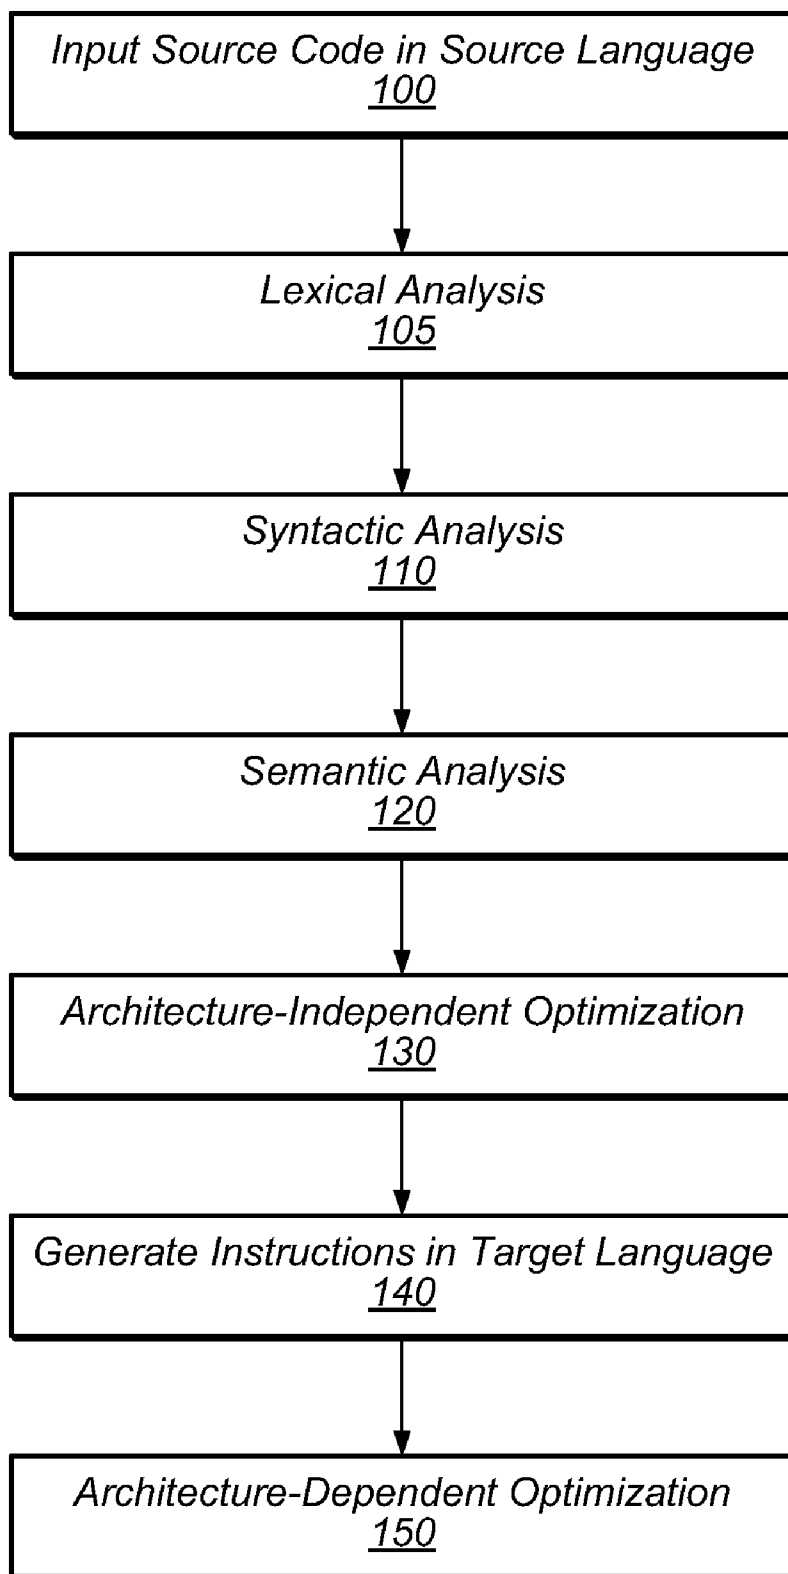 Input Source Code in Source Language
100
Lexical Analysis
105
Syntactic Analysis
110
Semantic Analysis
120
Architecture-Independent Optimization
130
Generate Instructions in Target Language
140
Architecture-Dependent Optimization
150